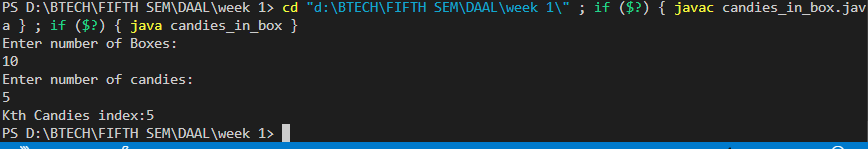 PS D:\BTECH\FIFTH SEM\DAAL\week 1> cd "d:\BTECH\FIFTH SEM\DAAL\week 1\" ; if ($?) { javac candies_in_box.jav
a } ; if ($?) { java candies_in_box }
Enter number of Boxes:
10
Enter number of candies:
5
Kth Candies index:5
PS D:\BTECH\FIFTH SEM\DAAL\week 1>